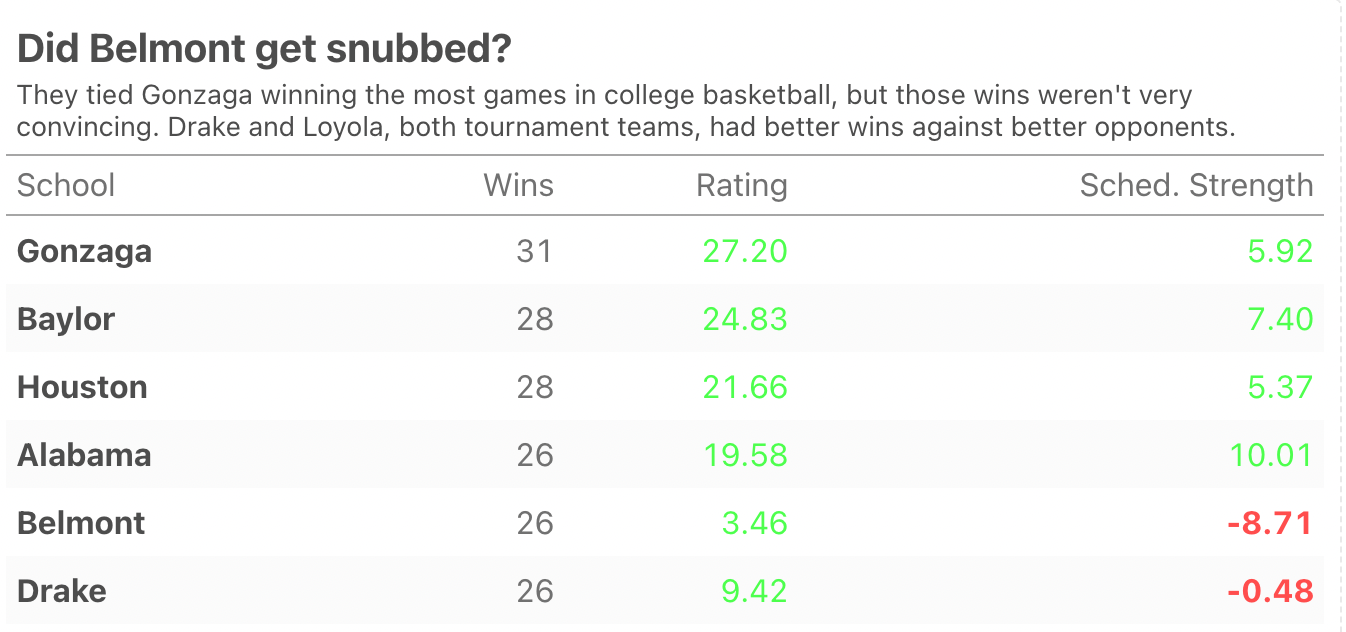 Did Belmont get snubbed?
They tied Gonzaga winning the most games in college basketball, but those wins weren't very
convincing. Drake and Loyola, both tournament teams, had better wins against better opponents.
School Wins Rating Sched. Strength
Gonzaga 31 27.20 5.92
Baylor 28 24.83 7.40
Houston 28 21.66 5.37
Alabama 26 19.58 10.01
Belmont 26 3.46 -8.71
Drake 26 9.42 -0.48